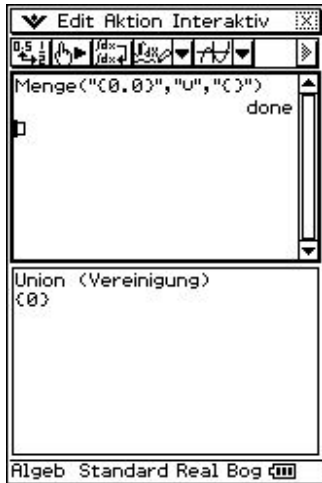 Edit Aktion Interaktiv
Menge("{0.0}","∪","{}")
done
Union (Vereinigung)
{0}
Algeb Standard Real Bog